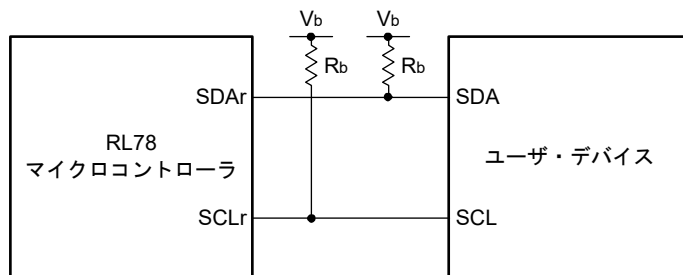 Vb Vb
Rb Rb
SDAr SDA
RL78
マイクロコントローラ
ユーザ・デバイス
SCLr SCL